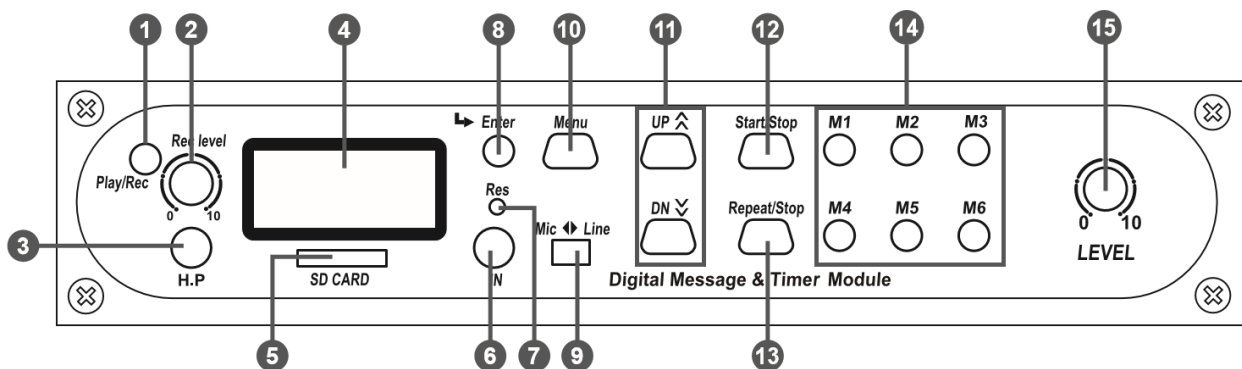 1 2 4 8 10 11 12 14 15
Rec level
Play/Rec
0 10
3
H.P
SD CARD
5
Enter
Menu
Res
IN
Mic Line
6 7 9
UP
DN
Start/Stop
Repeat/Stop
13
M1 M2 M3
M4 M5 M6
0 10
LEVEL
Digital Message & Timer Module